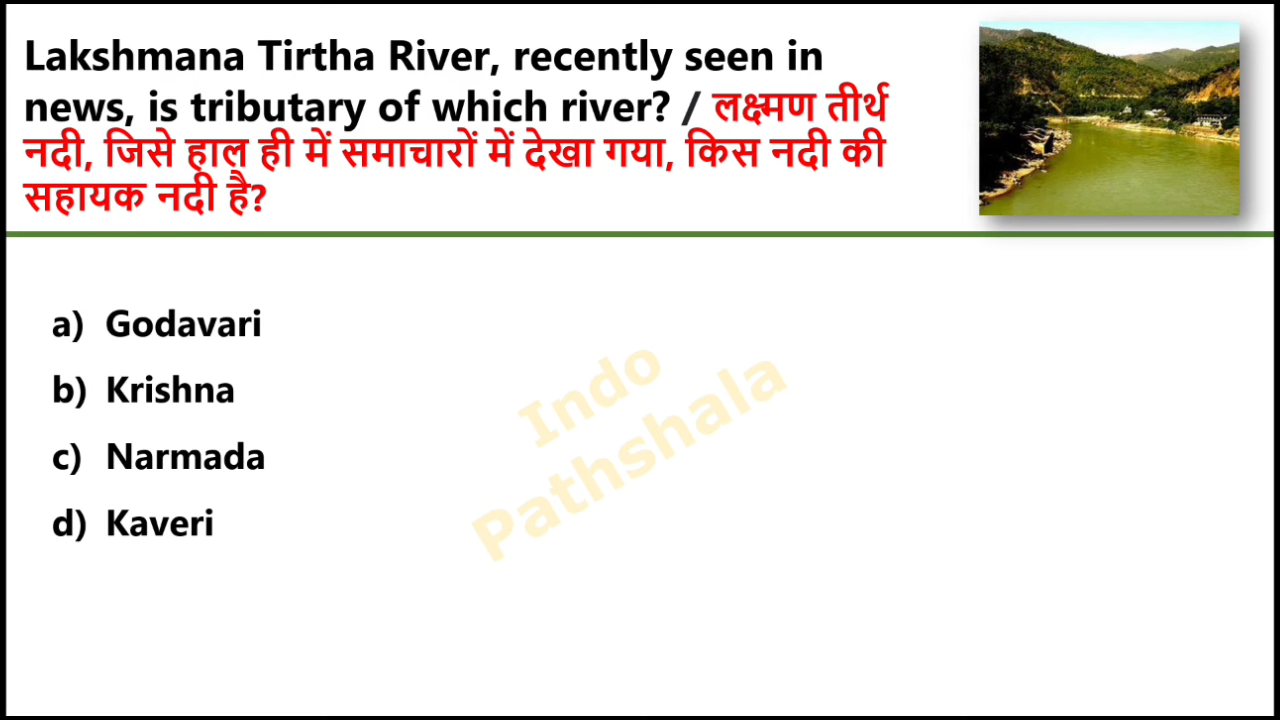 Lakshmana Tirtha River, recently seen in
news, is tributary of which river? / लक्ष्मण तीर्थ
नदी, जिसे हाल ही में समाचारों में देखा गया, किस नदी की
सहायक नदी है?
a) Godavari
b) Krishna
c) Narmada
d) Kaveri
Indo
Pathshala